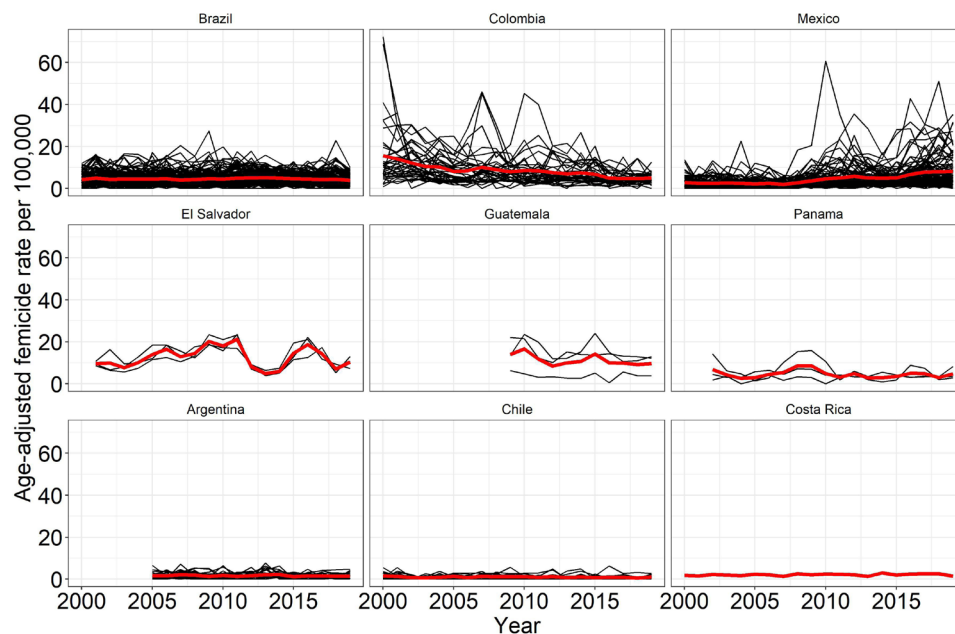 Brazil Colombia Mexico
60
40
20
0
El Salvador Guatemala Panama
60
40
20
0
Argentina Chile Costa Rica
60
40
20
0
2000 2005 2010 2015 2000 2005 2010 2015 2000 2005 2010 2015
Year
Age-adjusted femicide rate per 100,000